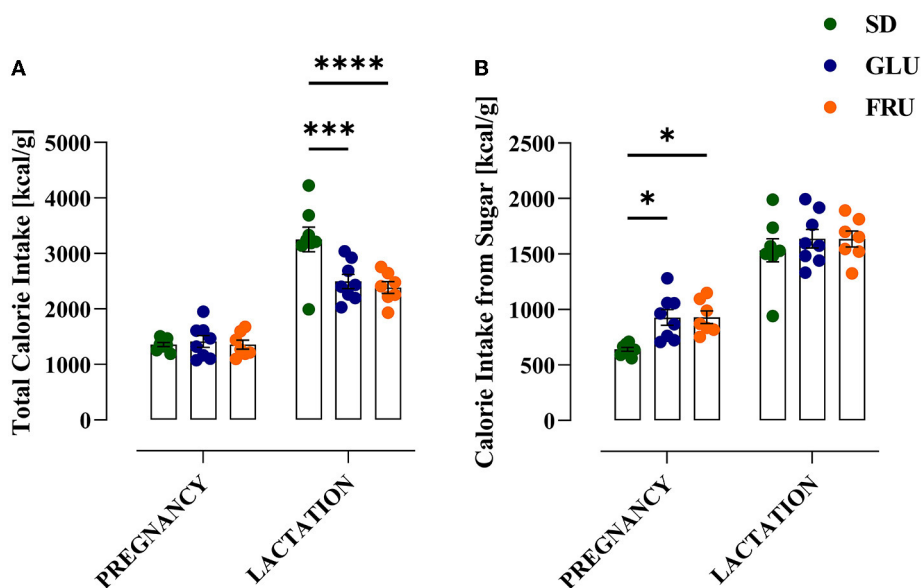 SD
GLU
FRU
A
****
***
Total Calorie Intake [kcal/g]
5000
4000
3000
2000
1000
0
PREGNANCY
LACTATION
B
*
*
Calorie Intake from Sugar [kcal/g]
2500
2000
1500
1000
500
0
PREGNANCY
LACTATION